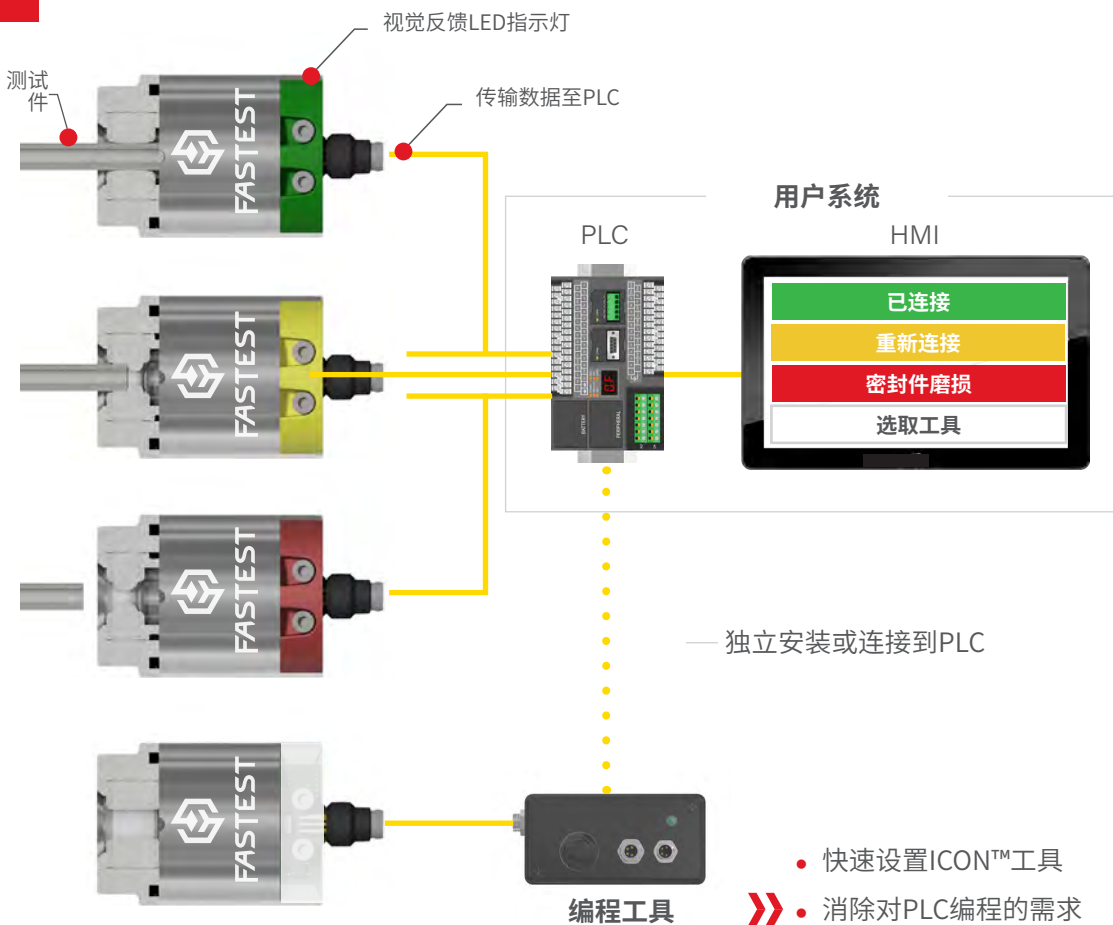 视觉反馈LED指示灯
测试
件
传输数据至PLC
FASTEST
用户系统
PLC
HMI
已连接
重新连接
密封件磨损
选取工具
BATTERY
PERIPHERAL
FASTEST
FASTEST
独立安装或连接到PLC
FASTEST
编程工具
• 快速设置ICON™工具
• 消除对PLC编程的需求